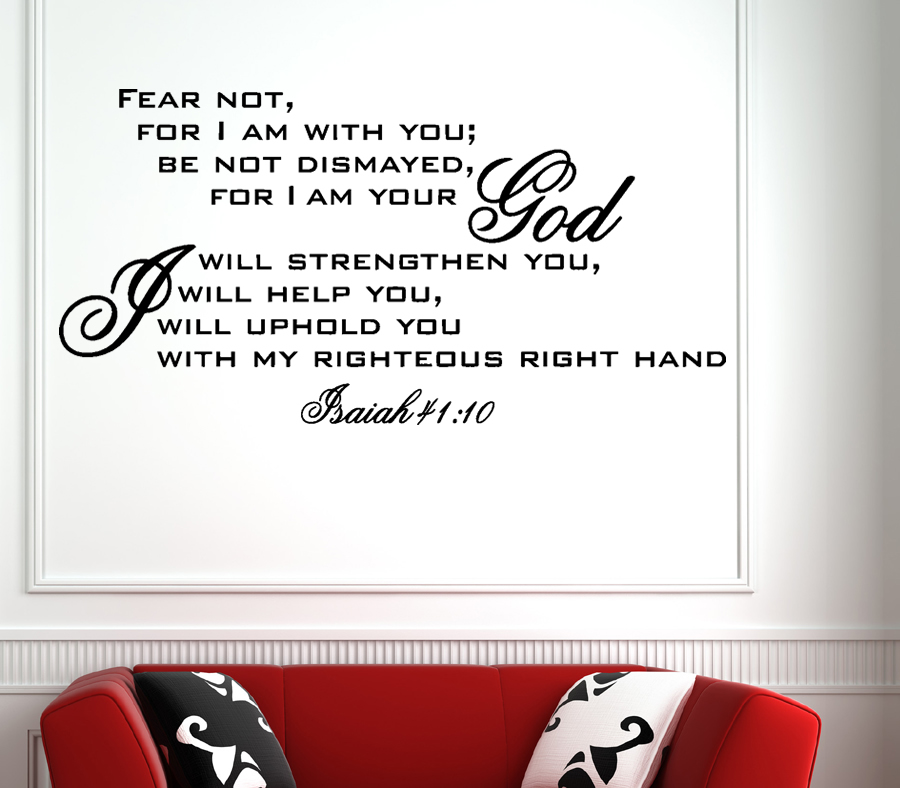 Fear not,
for I am with you;
be not dismayed,
for I am your God
I will strengthen you,
will help you,
will uphold you
with my righteous right hand
Isaiah 41:10